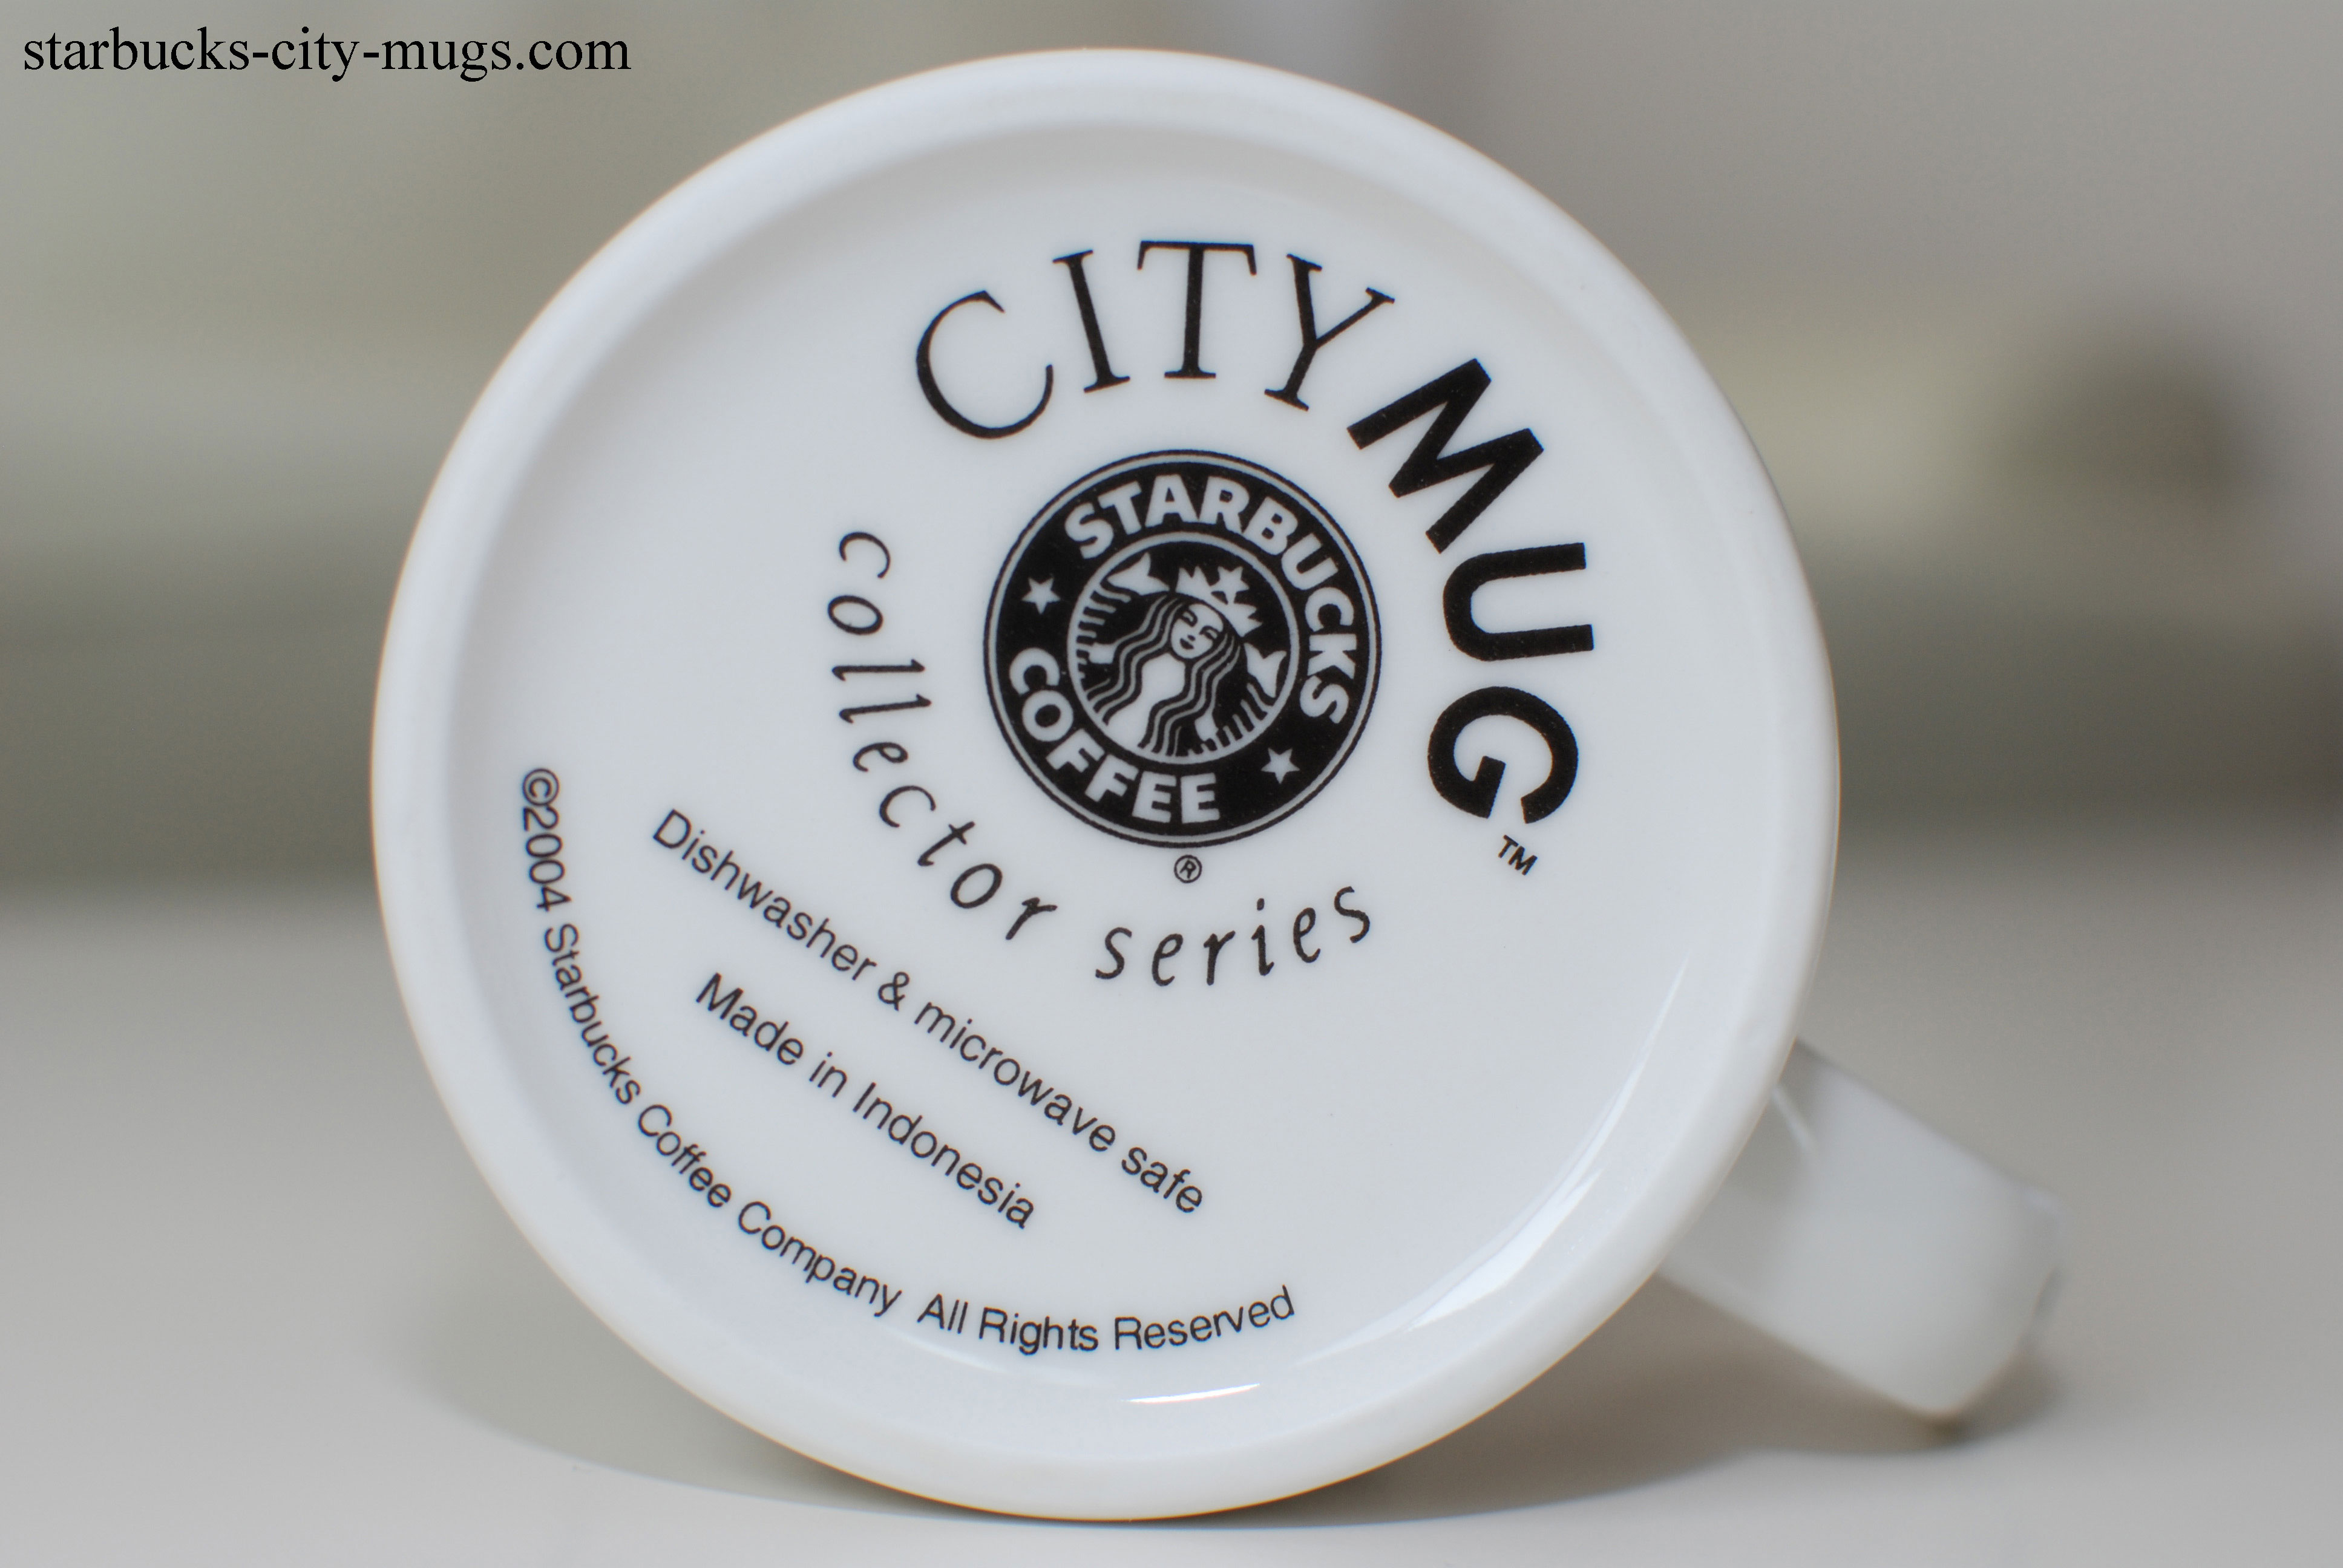 starbucks-city-mugs.com
CITY MUG™
STARBUCKS
COFFEE
®
collector series
Dishwasher & microwave safe
Made in Indonesia
©2004 Starbucks Coffee Company All Rights Reserved